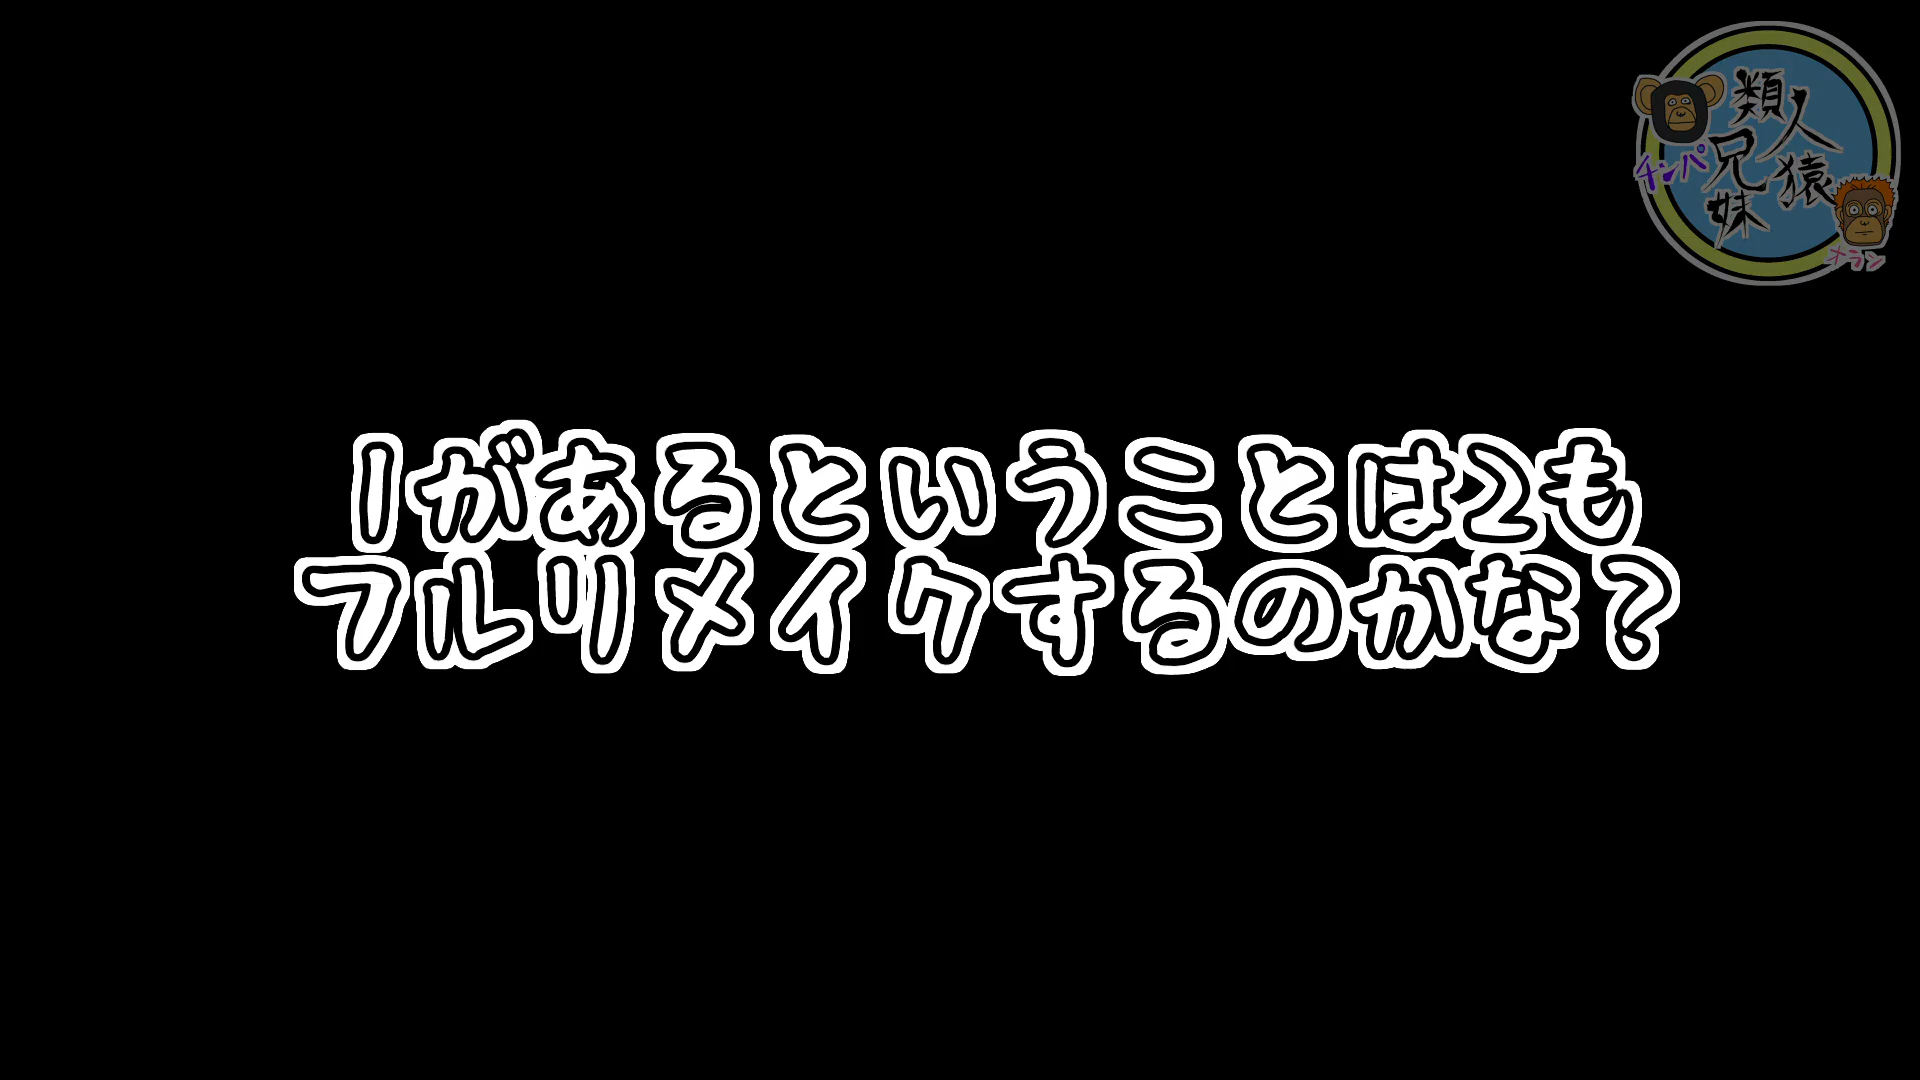 1があるということは2も
フルリメイクするのかな？
類人猿
兄妹
チンパ
オラン